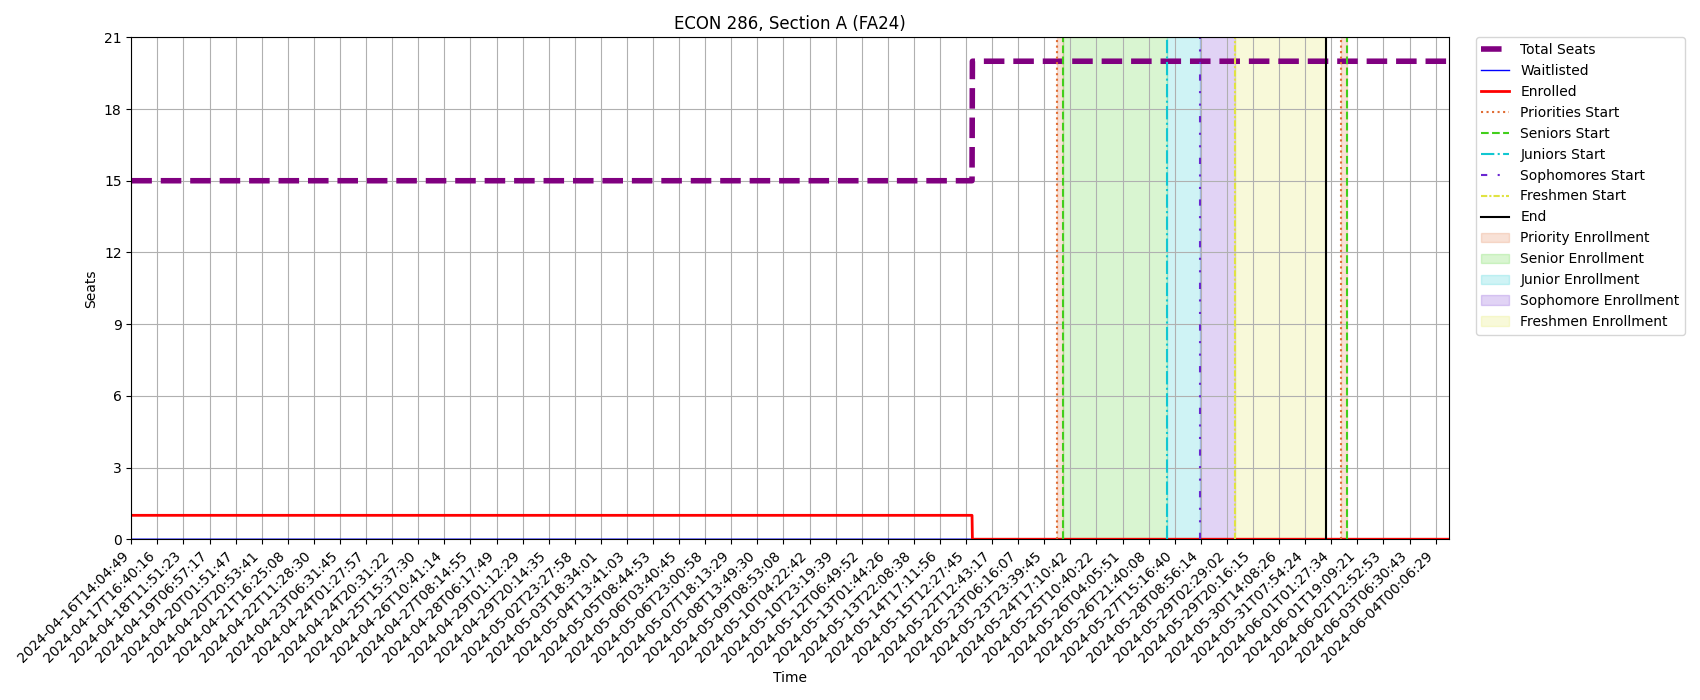 ECON 286, Section A (FA24)
21
18
15
12
9
6
3
0
Seats
2024-04-16T14:04:49
2024-04-17T16:40:16
2024-04-18T11:51:23
2024-04-19T06:57:17
2024-04-20T01:51:47
2024-04-20T20:53:41
2024-04-21T16:25:08
2024-04-22T11:28:30
2024-04-23T06:31:45
2024-04-24T01:27:57
2024-04-24T20:31:22
2024-04-25T15:37:30
2024-04-26T10:41:14
2024-04-27T08:14:55
2024-04-28T06:17:49
2024-04-29T01:12:29
2024-04-29T20:14:35
2024-05-02T23:27:58
2024-05-03T18:34:01
2024-05-04T13:41:03
2024-05-05T08:44:53
2024-05-06T03:40:45
2024-05-06T23:00:58
2024-05-07T18:13:29
2024-05-08T13:49:30
2024-05-09T08:53:08
2024-05-10T04:22:42
2024-05-10T23:19:39
2024-05-12T06:49:52
2024-05-13T01:44:26
2024-05-13T22:08:38
2024-05-14T17:11:56
2024-05-15T12:27:45
2024-05-22T12:43:17
2024-05-23T06:16:07
2024-05-23T23:39:45
2024-05-24T17:10:42
2024-05-25T10:40:22
2024-05-26T04:05:51
2024-05-26T21:40:08
2024-05-27T15:16:40
2024-05-28T08:56:14
2024-05-29T02:29:02
2024-05-29T20:16:15
2024-05-30T14:08:26
2024-05-31T07:54:24
2024-06-01T01:27:34
2024-06-01T19:09:21
2024-06-02T12:52:53
2024-06-03T06:30:43
2024-06-04T00:06:29
Time
Total Seats
Waitlisted
Enrolled
Priorities Start
Seniors Start
Juniors Start
Sophomores Start
Freshmen Start
End
Priority Enrollment
Senior Enrollment
Junior Enrollment
Sophomore Enrollment
Freshmen Enrollment